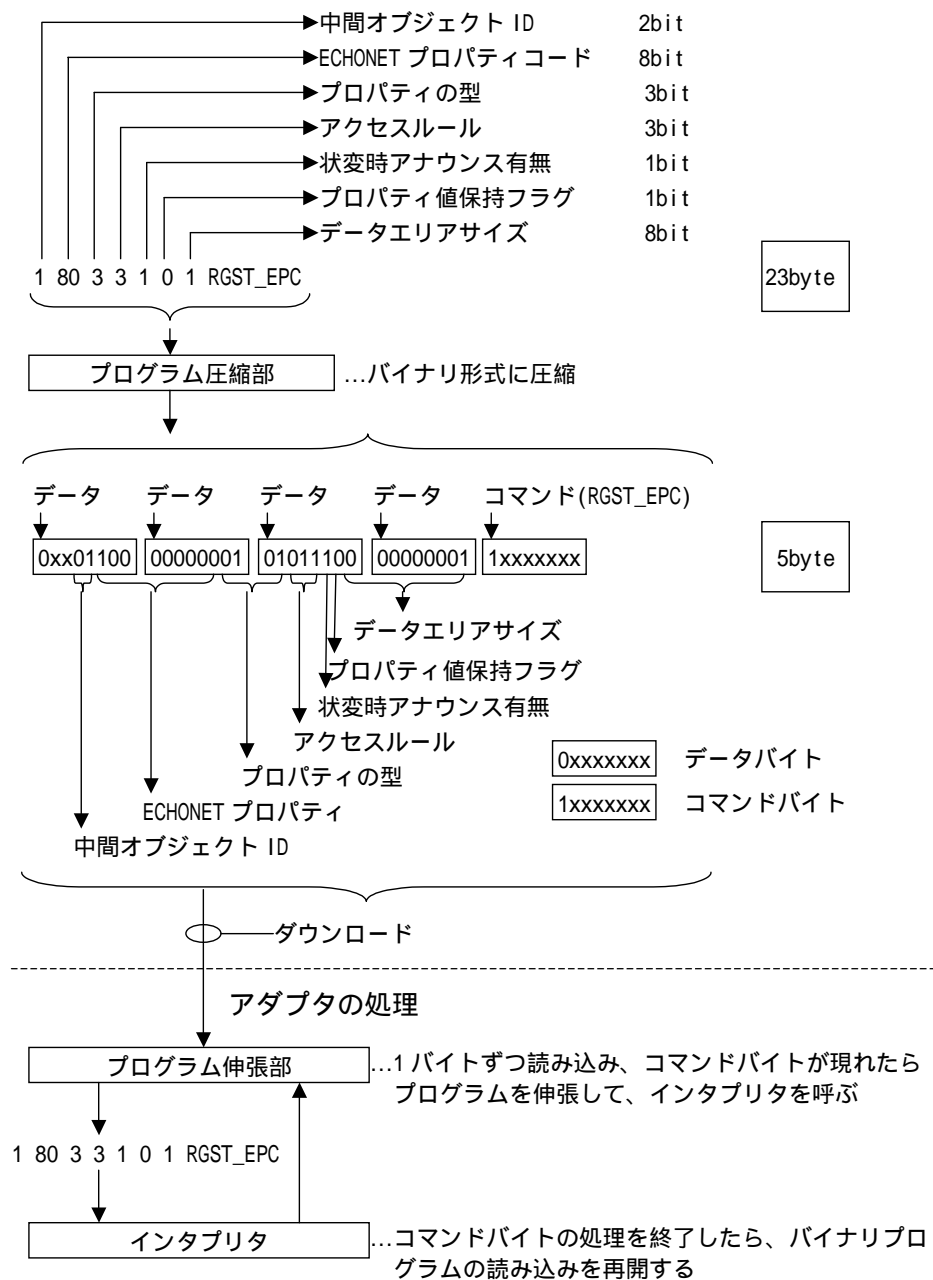 中間オブジェクト ID 2bit
ECHONET プロパティコード 8bit
プロパティの型 3bit
アクセスルール 3bit
状変時アナウンス有無 1bit
プロパティ値保持フラグ 1bit
データエリアサイズ 8bit
1 80 3 3 1 0 1 RGST_EPC
23byte
プログラム圧縮部 …バイナリ形式に圧縮
データ データ データ データ コマンド(RGST_EPC)
0xx01100 00000001 01011100 00000001 1xxxxxxx
5byte
データエリアサイズ
プロパティ値保持フラグ
状変時アナウンス有無
アクセスルール
プロパティの型
ECHONET プロパティ
中間オブジェクト ID
0xxxxxxx データバイト
1xxxxxxx コマンドバイト
ダウンロード
アダプタの処理
プログラム伸張部 …1 バイトずつ読み込み、コマンドバイトが現れたら
プログラムを伸張して、インタプリタを呼ぶ
1 80 3 3 1 0 1 RGST_EPC
インタプリタ …コマンドバイトの処理を終了したら、バイナリプロ
グラムの読み込みを再開する